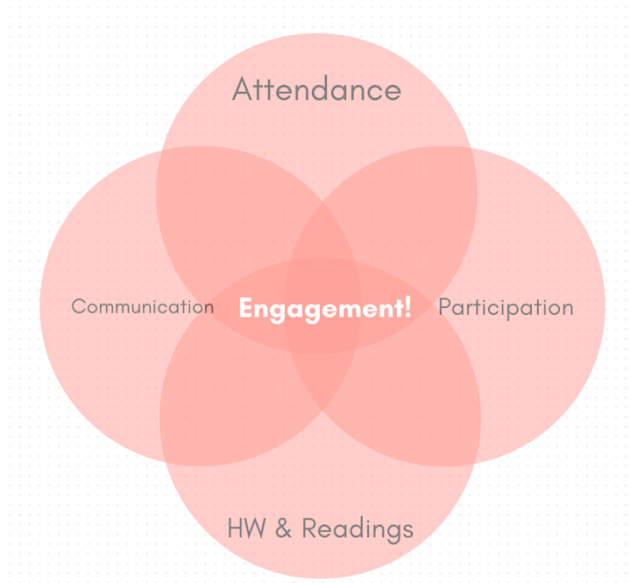 Attendance
Communication
Engagement!
Participation
HW & Readings